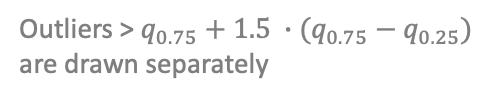 Outliers > q₀.₇₅ + 1.5 · (q₀.₇₅ − q₀.₂₅)
are drawn separately